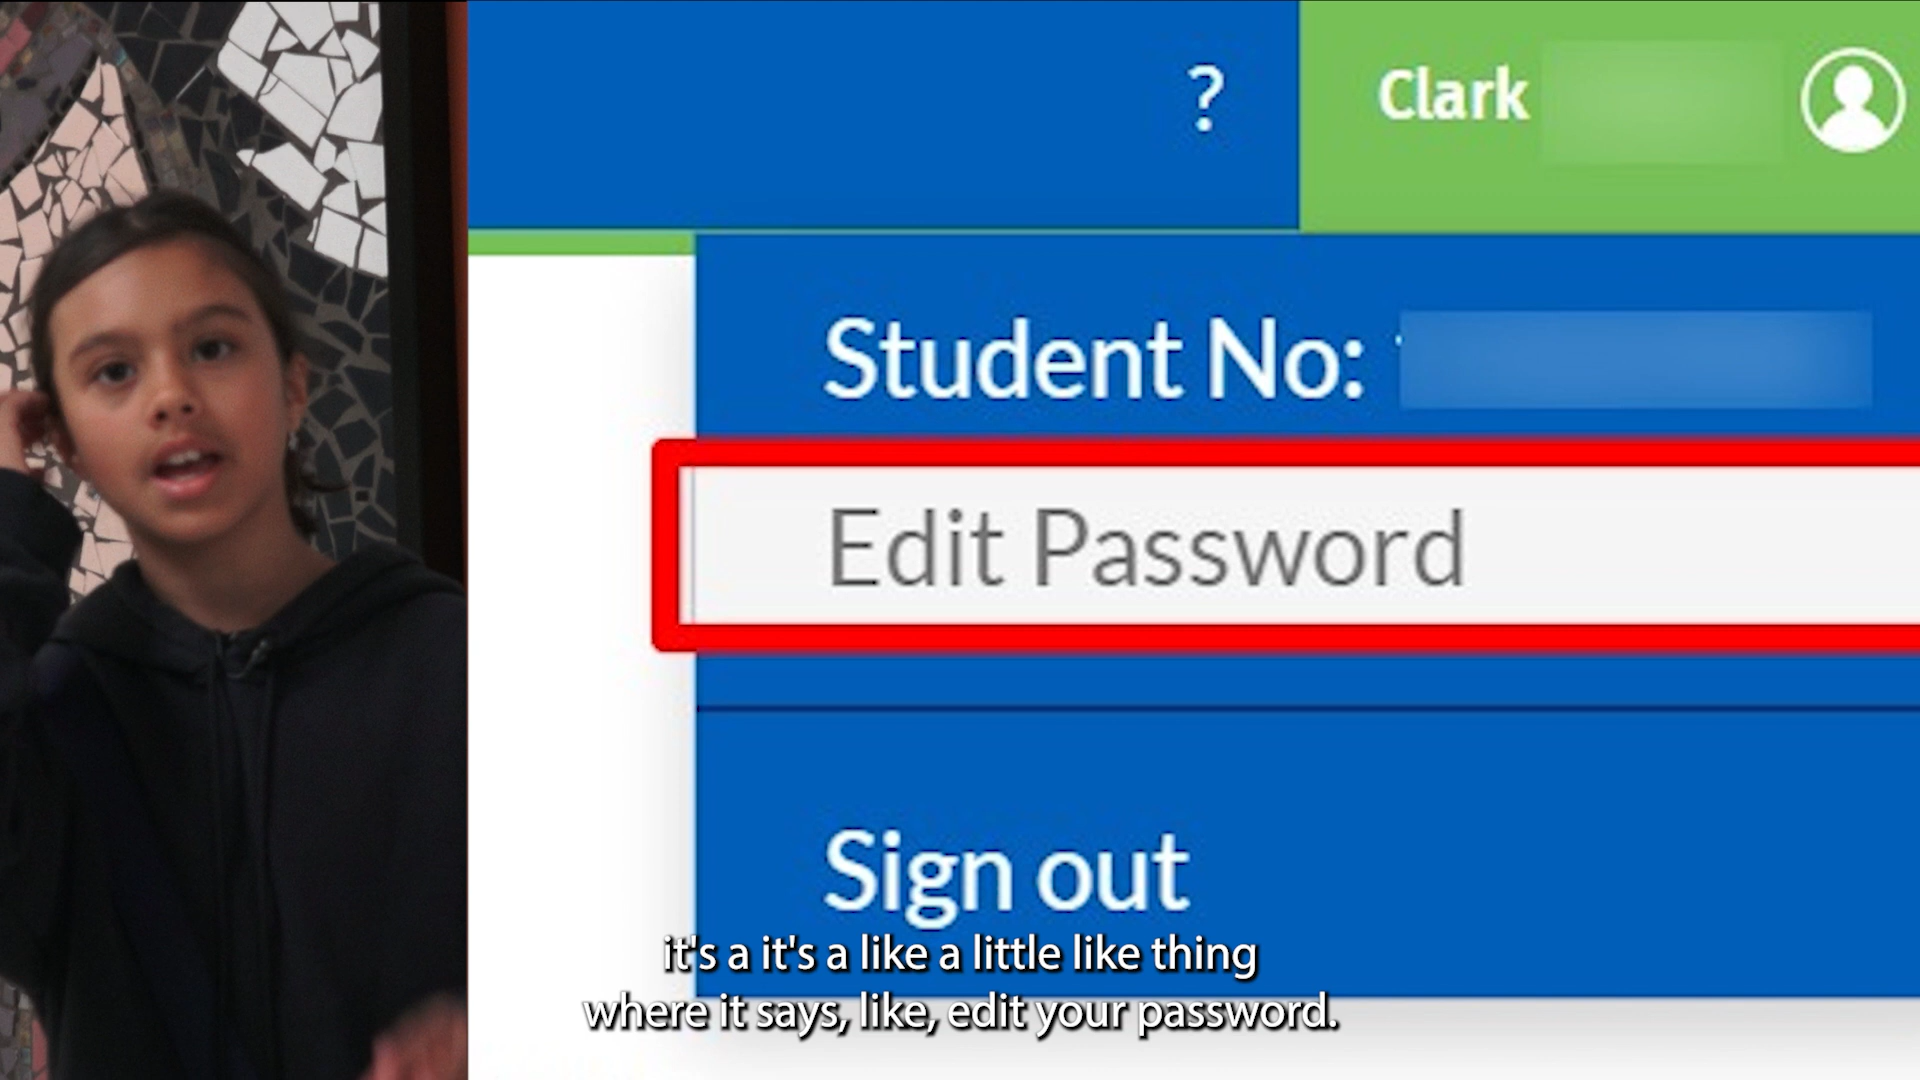 ?
Clark
Student No:
Edit Password
Sign out
it's a it's a like a little like thing
where it says, like, edit your password.